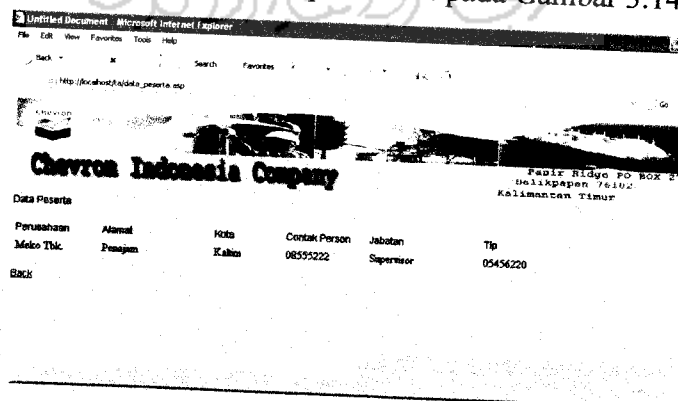 pada Gambar 3.14
Untitled Document - Microsoft Internet Explorer
File Edit View Favorites Tools Help
Back Search Favorites
http://localhost/ta/data_peserta.asp
Go
Chevron
Chevron Indonesia Company
Pasir Ridge PO BOX 2
Balikpapan 76102
Kalimantan Timur
Data Peserta
Perusahaan Alamat Kota Contak Person Jabatan Tlp
Meko Tbk. Penajam Kaltim 08555222 Supervisor 05456220
Back